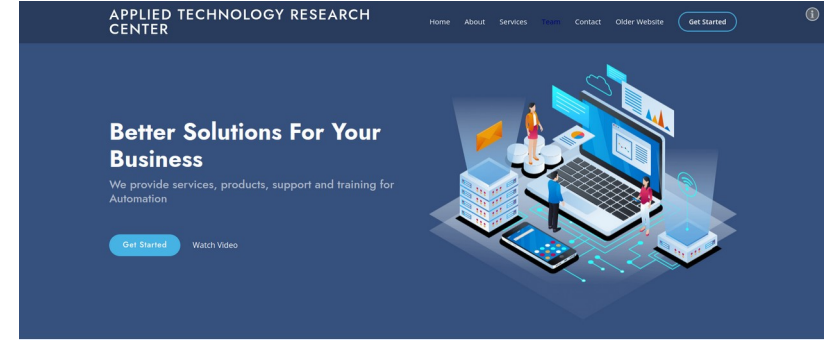 APPLIED TECHNOLOGY RESEARCH
CENTER
Home About Services Team Contact Older Website Get Started
Better Solutions For Your
Business
We provide services, products, support and training for
Automation
Get Started Watch Video